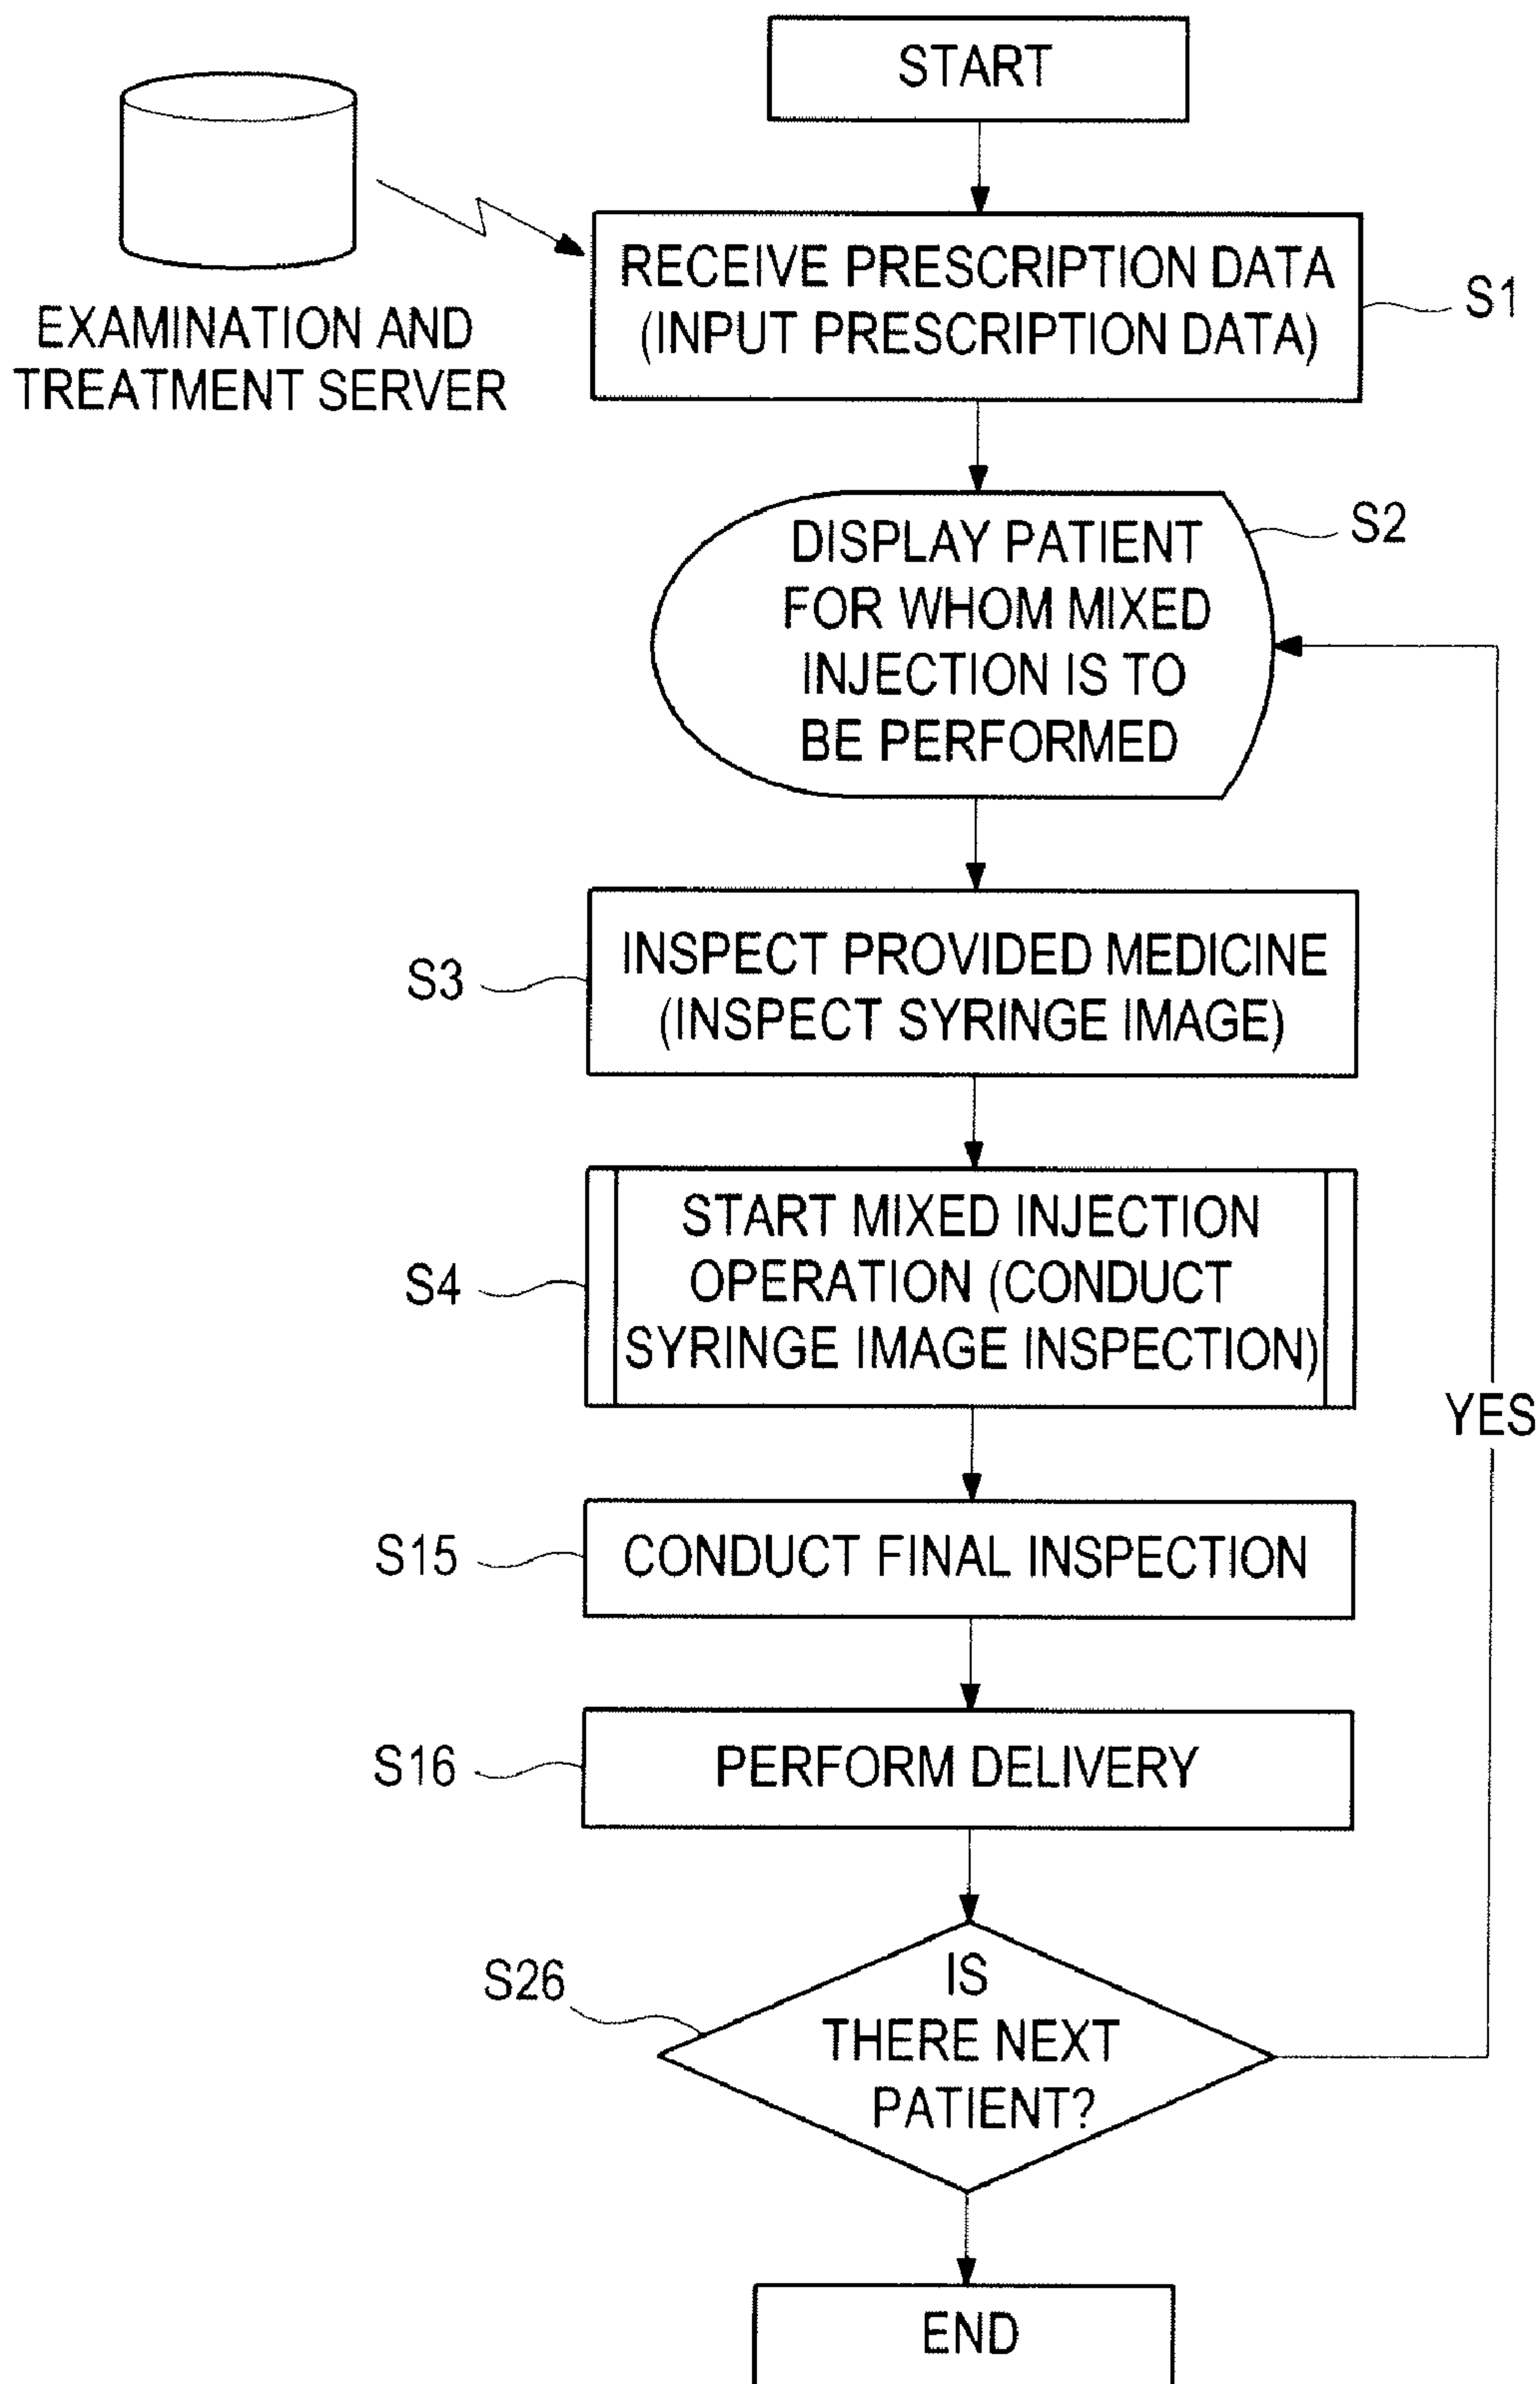 START
EXAMINATION AND
TREATMENT SERVER
RECEIVE PRESCRIPTION DATA
(INPUT PRESCRIPTION DATA)
S1
DISPLAY PATIENT
FOR WHOM MIXED
INJECTION IS TO
BE PERFORMED
S2
S3
INSPECT PROVIDED MEDICINE
(INSPECT SYRINGE IMAGE)
S4
START MIXED INJECTION
OPERATION (CONDUCT
SYRINGE IMAGE INSPECTION)
YES
S15
CONDUCT FINAL INSPECTION
S16
PERFORM DELIVERY
S26
IS
THERE NEXT
PATIENT?
END